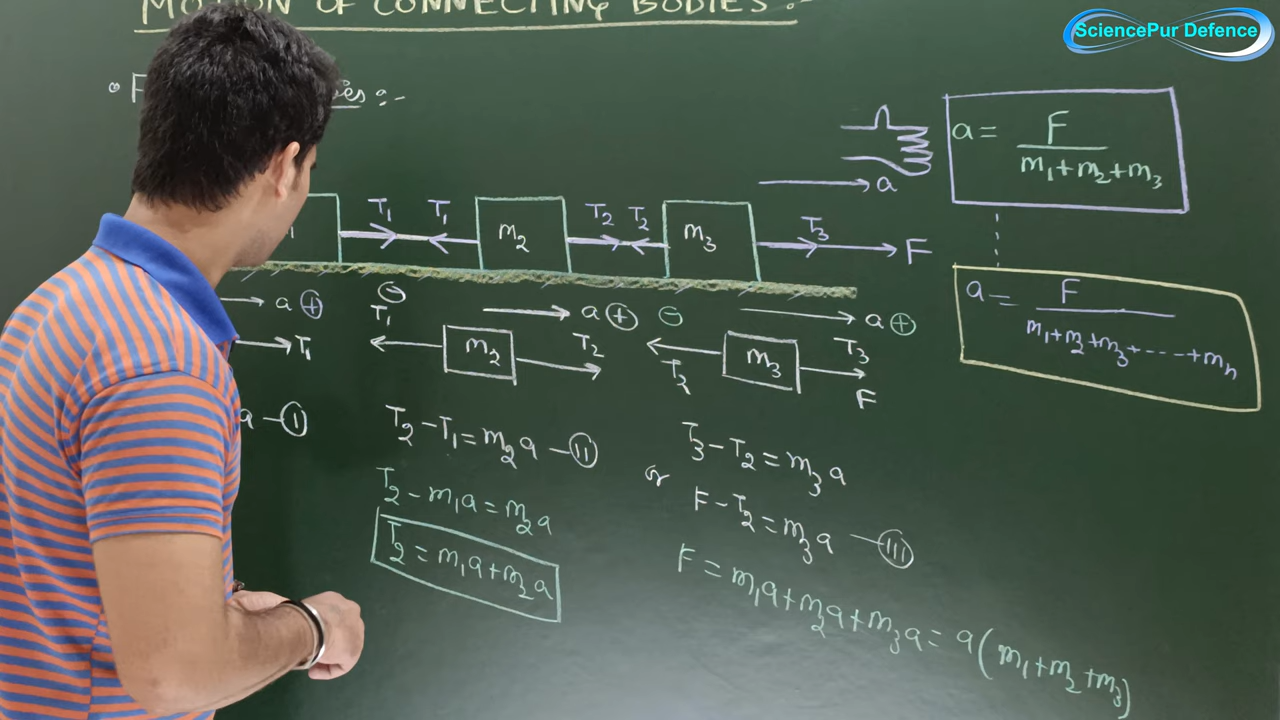 MOTION OF CONNECTING BODIES :-
SciencePur Defence
a = F / m₁+m₂+m₃
a
T₁ T₁ m₂ T₂ T₂ m₃ T₃ F
a = F / m₁+m₂+m₃+----+mₙ
a ⊕ ⊖ a ⊕ ⊖ a ⊕
T₁ T₁ m₂ T₂ T₂ m₃ T₃
F
a – Ⓘ
T₂ – T₁ = m₂a – (II)
T₃ – T₂ = m₃a
or
T₂ – m₁a = m₂a
F – T₂ = m₃a – (III)
T₂ = m₁a + m₂a
F = m₁a + m₂a + m₃a = a(m₁+m₂+m₃)